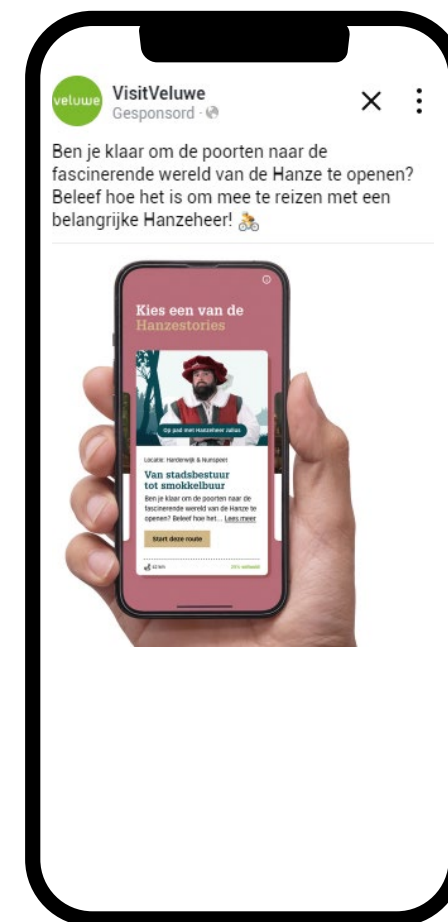 veluwe
VisitVeluwe
Gesponsord ·
Ben je klaar om de poorten naar de
fascinerende wereld van de Hanze te openen?
Beleef hoe het is om mee te reizen met een
belangrijke Hanzeheer! 🚴
Kies een van de
Hanzestories
Op pad met Hanzeheer Julius
Locatie: Harderwijk & Nunspeet
Van stadsbestuur
tot smokkelbuur
Ben je klaar om de poorten naar de
fascinerende wereld van de Hanze te
openen? Beleef hoe het... Lees meer
Start deze route